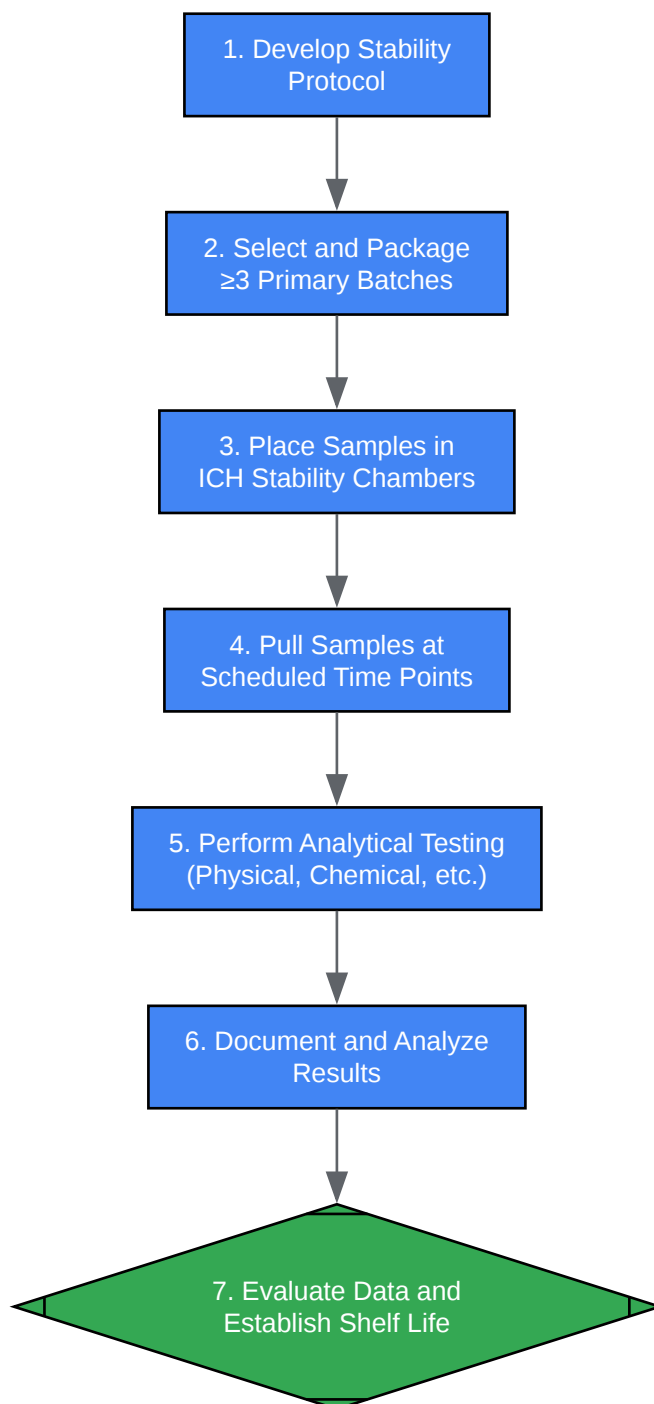 1. Develop Stability
Protocol
2. Select and Package
≥3 Primary Batches
3. Place Samples in
ICH Stability Chambers
4. Pull Samples at
Scheduled Time Points
5. Perform Analytical Testing
(Physical, Chemical, etc.)
6. Document and Analyze
Results
7. Evaluate Data and
Establish Shelf Life